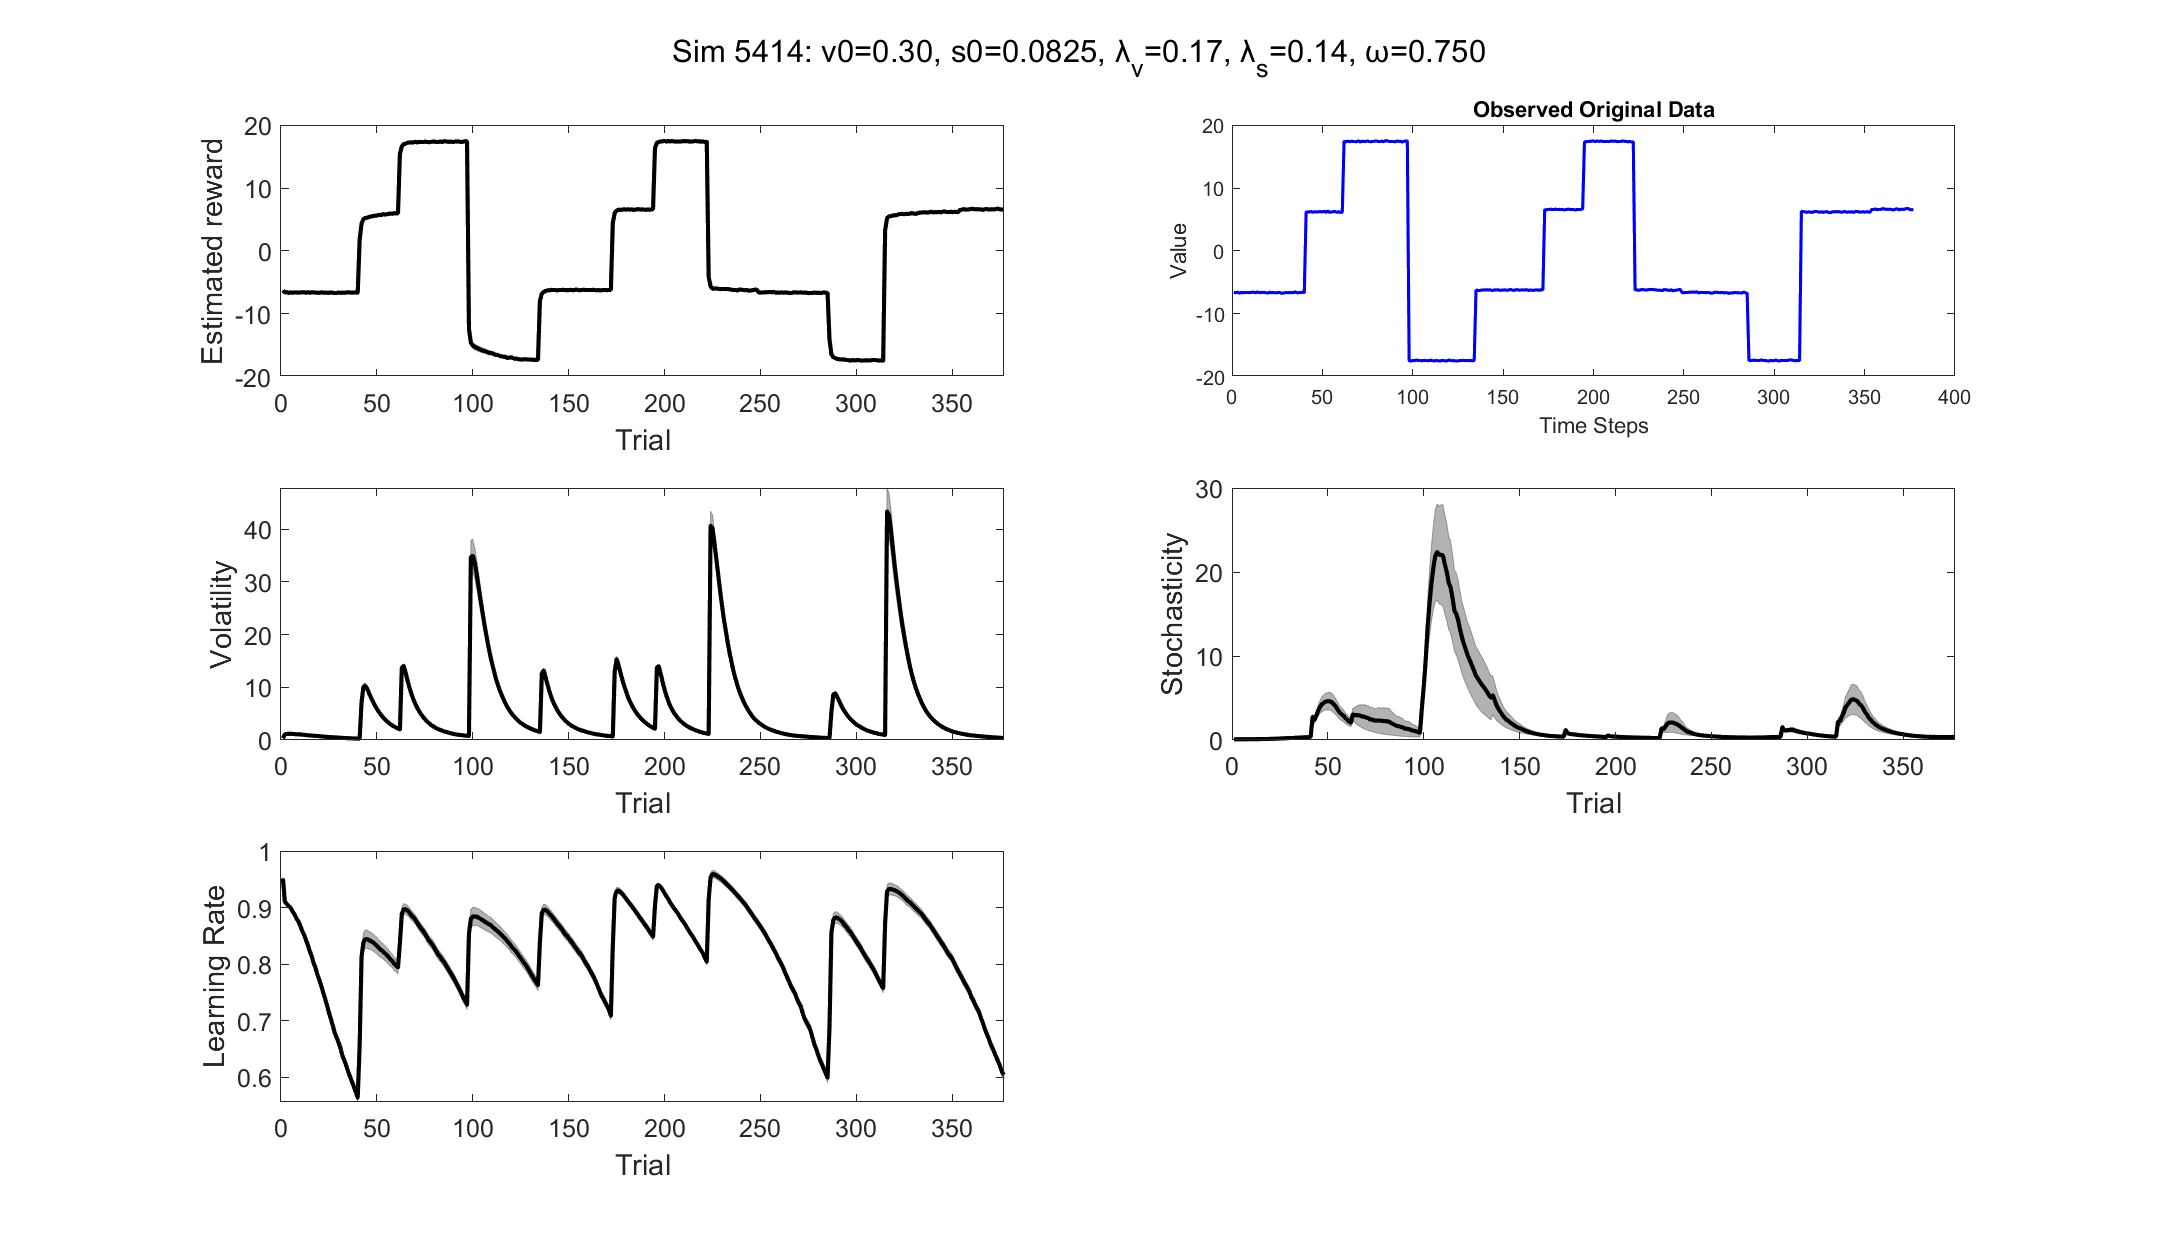 Sim 5414: v0=0.30, s0=0.0825, λ_v=0.17, λ_s=0.14, ω=0.750
Estimated reward
20
10
0
-10
-20
0 50 100 150 200 250 300 350
Trial
Observed Original Data
Value
20
10
0
-10
-20
0 50 100 150 200 250 300 350 400
Time Steps
Volatility
40
30
20
10
0
0 50 100 150 200 250 300 350
Trial
Stochasticity
30
20
10
0
0 50 100 150 200 250 300 350
Trial
Learning Rate
1
0.9
0.8
0.7
0.6
0 50 100 150 200 250 300 350
Trial